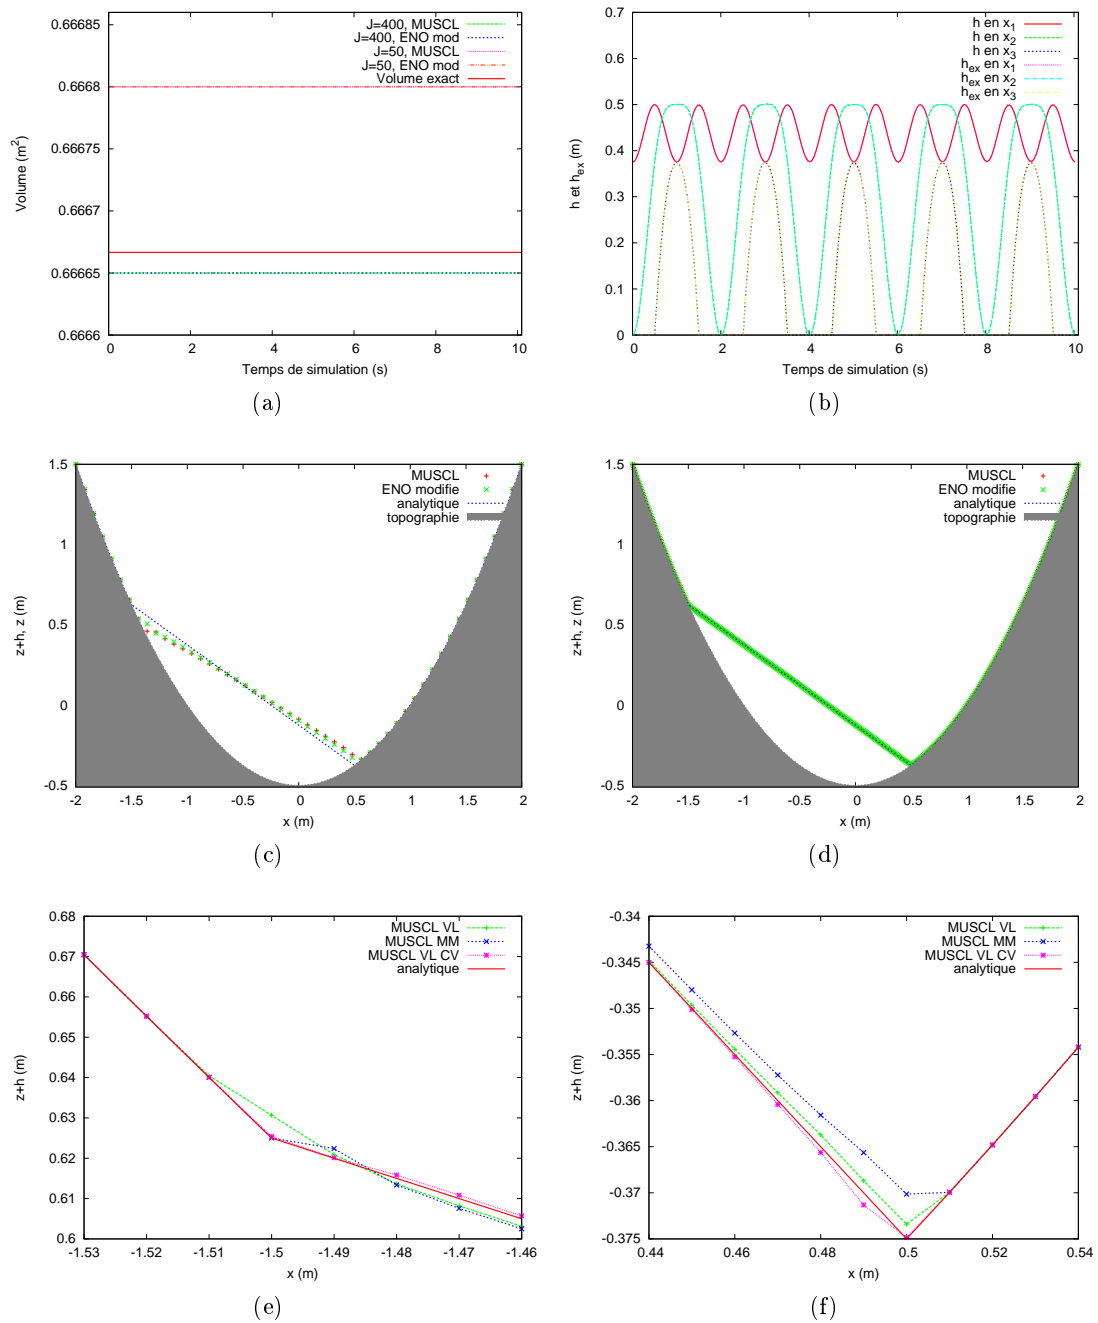 0.66685
0.6668
0.66675
0.6667
0.66665
0.6666
Volume (m²)
J=400, MUSCL
J=400, ENO mod
J=50, MUSCL
J=50, ENO mod
Volume exact
0 2 4 6 8 10
Temps de simulation (s)
(a)
0.7
0.6
0.5
0.4
0.3
0.2
0.1
0
h et h_ex (m)
h en x₁
h en x₂
h en x₃
h_ex en x₁
h_ex en x₂
h_ex en x₃
0 2 4 6 8 10
Temps de simulation (s)
(b)
1.5
1
0.5
0
-0.5
z+h, z (m)
MUSCL
ENO modifie
analytique
topographie
-2 -1.5 -1 -0.5 0 0.5 1 1.5 2
x (m)
(c)
1.5
1
0.5
0
-0.5
z+h, z (m)
MUSCL
ENO modifie
analytique
topographie
-2 -1.5 -1 -0.5 0 0.5 1 1.5 2
x (m)
(d)
0.68
0.67
0.66
0.65
0.64
0.63
0.62
0.61
0.6
z+h (m)
MUSCL VL
MUSCL MM
MUSCL VL CV
analytique
-1.53 -1.52 -1.51 -1.5 -1.49 -1.48 -1.47 -1.46
x (m)
(e)
-0.34
-0.345
-0.35
-0.355
-0.36
-0.365
-0.37
-0.375
z+h (m)
MUSCL VL
MUSCL MM
MUSCL VL CV
analytique
0.44 0.46 0.48 0.5 0.52 0.54
x (m)
(f)